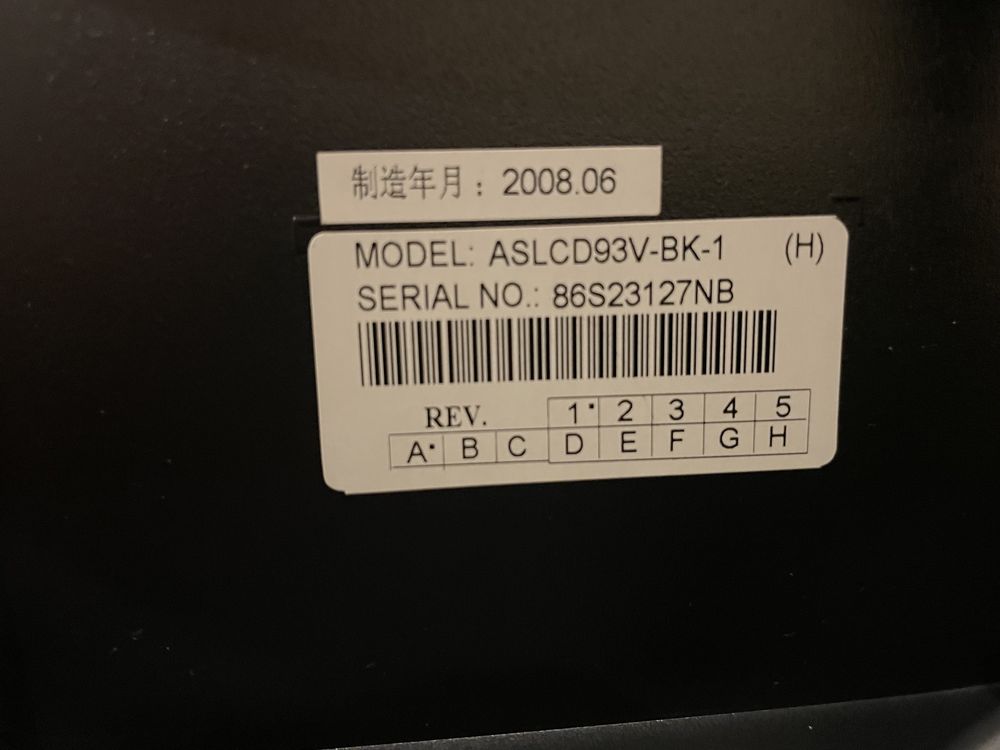 制造年月：2008.06
MODEL: ASLCD93V-BK-1 (H)
SERIAL NO.: 86S23127NB
REV. 1· 2 3 4 5
A· B C D E F G H